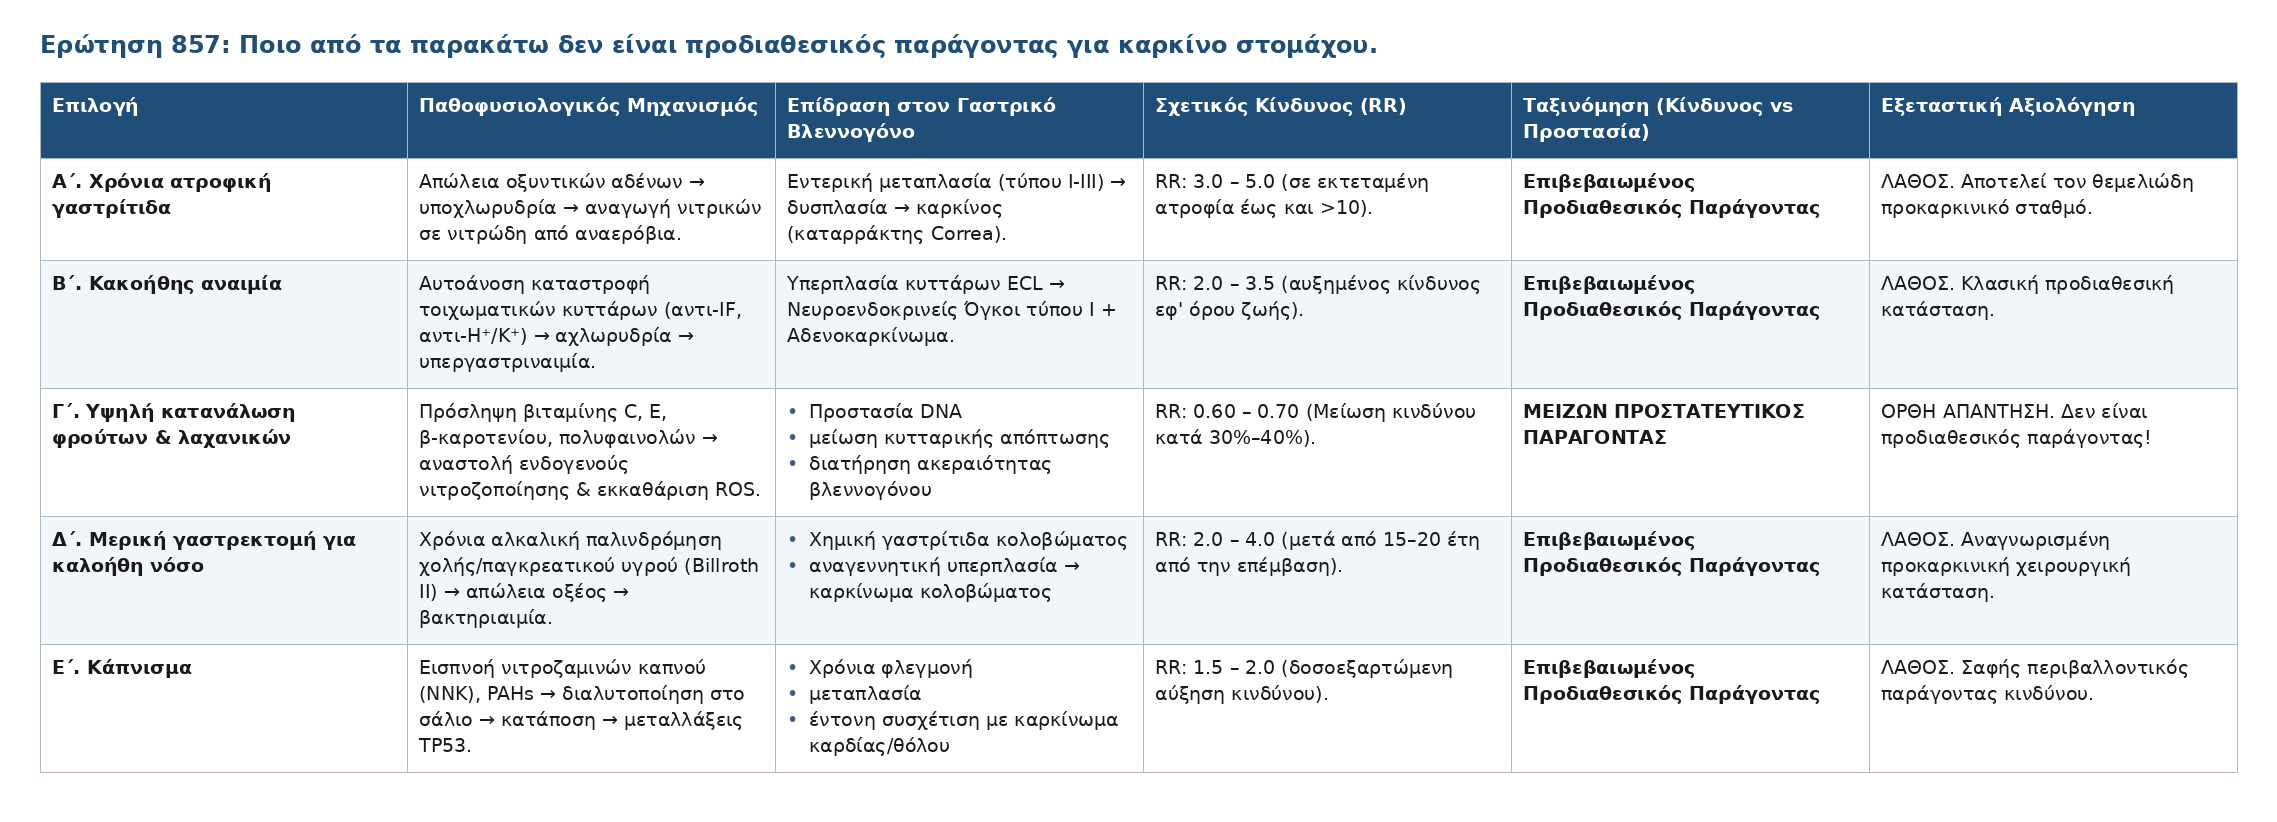 Ερώτηση 857: Ποιο από τα παρακάτω δεν είναι προδιαθεσικός παράγοντας για καρκίνο στομάχου.
Επιλογή
Παθοφυσιολογικός Μηχανισμός
Επίδραση στον Γαστρικό
Βλεννογόνο
Σχετικός Κίνδυνος (RR)
Ταξινόμηση (Κίνδυνος vs
Προστασία)
Εξεταστική Αξιολόγηση
Α΄. Χρόνια ατροφική
γαστρίτιδα
Απώλεια οξυντικών αδένων →
υποχλωρυδρία → αναγωγή νιτρικών
σε νιτρώδη από αναερόβια.
Εντερική μεταπλασία (τύπου I-III) →
δυσπλασία → καρκίνος
(καταρράκτης Correa).
RR: 3.0 – 5.0 (σε εκτεταμένη
ατροφία έως και >10).
Επιβεβαιωμένος
Προδιαθεσικός Παράγοντας
ΛΑΘΟΣ. Αποτελεί τον θεμελιώδη
προκαρκινικό σταθμό.
Β΄. Κακοήθης αναιμία
Αυτοάνοση καταστροφή
τοιχωματικών κυττάρων (αντι-IF,
αντι-H⁺/K⁺) → αχλωρυδρία →
υπεργαστριναιμία.
Υπερπλασία κυττάρων ECL →
Νευροενδοκρινείς Όγκοι τύπου I +
Αδενοκαρκίνωμα.
RR: 2.0 – 3.5 (αυξημένος κίνδυνος
εφ' όρου ζωής).
Επιβεβαιωμένος
Προδιαθεσικός Παράγοντας
ΛΑΘΟΣ. Κλασική προδιαθεσική
κατάσταση.
Γ΄. Υψηλή κατανάλωση
φρούτων & λαχανικών
Πρόσληψη βιταμίνης C, E,
β-καροτενίου, πολυφαινολών →
αναστολή ενδογενούς
νιτροζοποίησης & εκκαθάριση ROS.
• Προστασία DNA
• μείωση κυτταρικής απόπτωσης
• διατήρηση ακεραιότητας
βλεννογόνου
RR: 0.60 – 0.70 (Μείωση κινδύνου
κατά 30%–40%).
ΜΕΙΖΩΝ ΠΡΟΣΤΑΤΕΥΤΙΚΟΣ
ΠΑΡΑΓΟΝΤΑΣ
ΟΡΘΗ ΑΠΑΝΤΗΣΗ. Δεν είναι
προδιαθεσικός παράγοντας!
Δ΄. Μερική γαστρεκτομή για
καλοήθη νόσο
Χρόνια αλκαλική παλινδρόμηση
χολής/παγκρεατικού υγρού (Billroth
II) → απώλεια οξέος →
βακτηριαιμία.
• Χημική γαστρίτιδα κολοβώματος
• αναγεννητική υπερπλασία →
καρκίνωμα κολοβώματος
RR: 2.0 – 4.0 (μετά από 15–20 έτη
από την επέμβαση).
Επιβεβαιωμένος
Προδιαθεσικός Παράγοντας
ΛΑΘΟΣ. Αναγνωρισμένη
προκαρκινική χειρουργική
κατάσταση.
Ε΄. Κάπνισμα
Εισπνοή νιτροζαμινών καπνού
(NNK), PAHs → διαλυτοποίηση στο
σάλιο → κατάποση → μεταλλάξεις
TP53.
• Χρόνια φλεγμονή
• μεταπλασία
• έντονη συσχέτιση με καρκίνωμα
καρδίας/θόλου
RR: 1.5 – 2.0 (δοσοεξαρτώμενη
αύξηση κινδύνου).
Επιβεβαιωμένος
Προδιαθεσικός Παράγοντας
ΛΑΘΟΣ. Σαφής περιβαλλοντικός
παράγοντας κινδύνου.